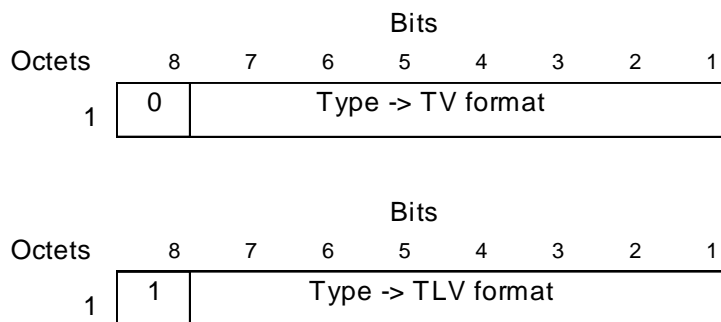 Bits
Octets 8 7 6 5 4 3 2 1
1 0 Type -> TV format
Bits
Octets 8 7 6 5 4 3 2 1
1 1 Type -> TLV format